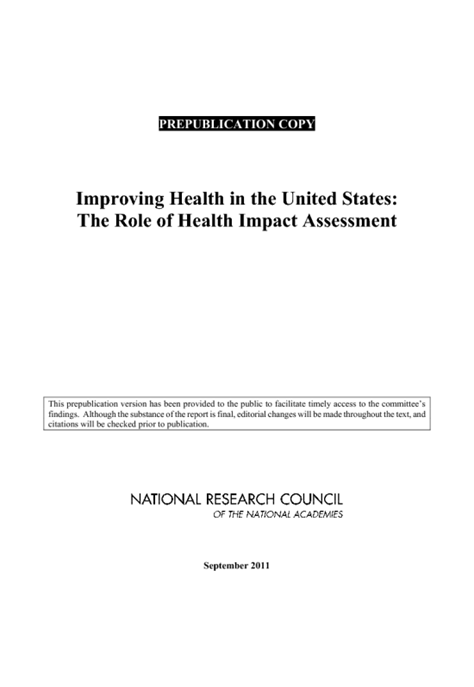 PREPUBLICATION COPY
Improving Health in the United States:
The Role of Health Impact Assessment
This prepublication version has been provided to the public to facilitate timely access to the committee's
findings. Although the substance of the report is final, editorial changes will be made throughout the text, and
citations will be checked prior to publication.
NATIONAL RESEARCH COUNCIL
OF THE NATIONAL ACADEMIES
September 2011